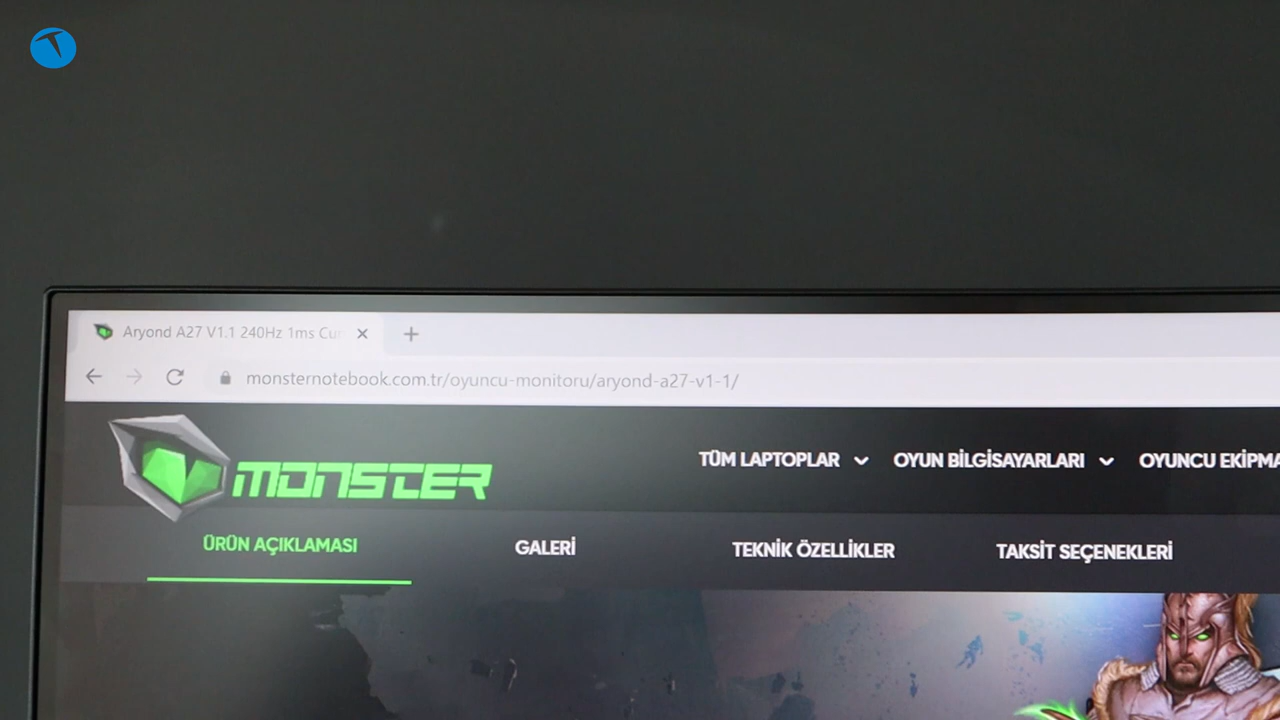 Aryond A27 V1.1 240Hz 1ms Cur
monsternotebook.com.tr/oyuncu-monitoru/aryond-a27-v1-1/
MONSTER
TÜM LAPTOPLAR OYUN BİLGİSAYARLARI OYUNCU EKİPMA
ÜRÜN AÇIKLAMASI GALERİ TEKNİK ÖZELLİKLER TAKSİT SEÇENEKLERİ